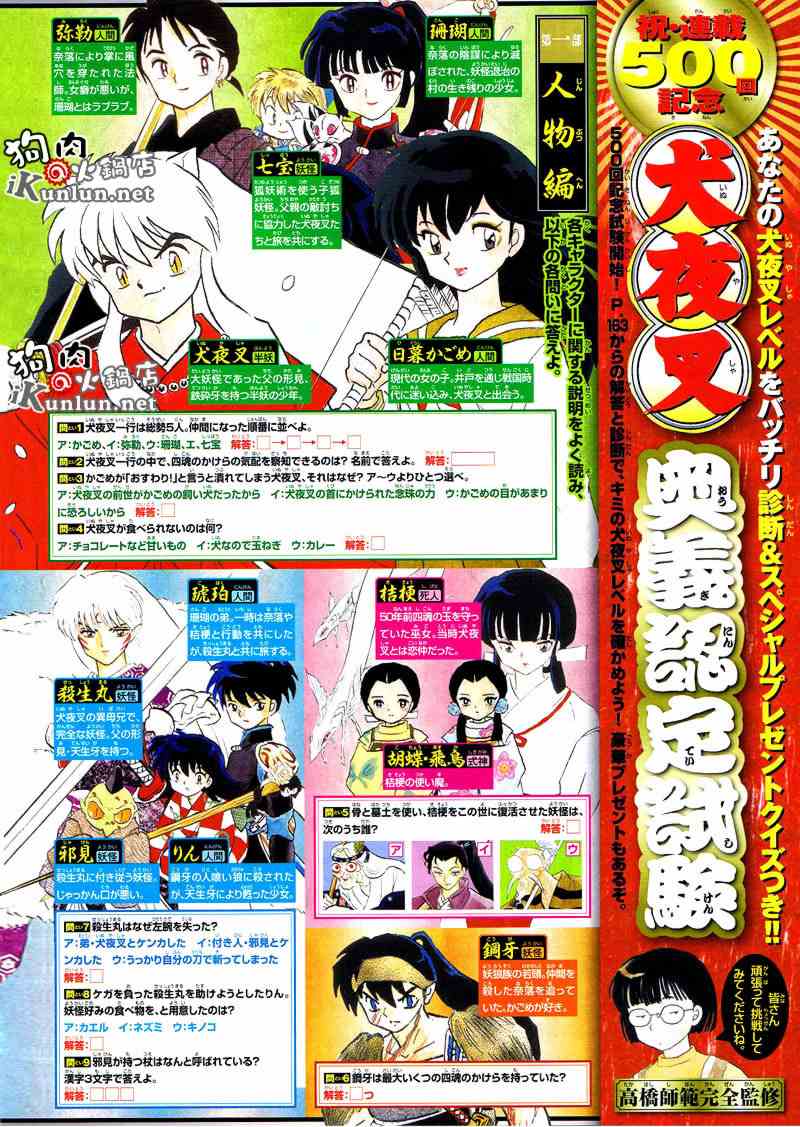 祝・連載
500回
記念
あなたの犬夜叉レベルをバッチリ診断&スペシャルプレゼントクイズつき!!
犬夜叉
奥義認定試験
500回記念試験開始! P.163からの解答と診断で、キミの犬夜叉レベルを確かめよう! 豪華プレゼントもあるぞ。
皆さん
頑張って挑戦して
みてくださいね。
高橋師範完全監修
第一部
人物編
各キャラクターに関する説明をよく読み、
以下の各問いに答えよ。
珊瑚 人間
奈落の陰謀により滅
ぼされた、妖怪退治の
村の生き残りの少女。
弥勒 人間
奈落により掌に風
穴を穿たれた法
師。女癖が悪いが、
珊瑚とはラブラブ。
七宝 妖怪
狐妖術を使う子狐
妖怪。父親の敵討ち
に協力した犬夜叉た
ちと旅を共にする。
狗肉@火鍋店
iKunlun.net
犬夜叉 半妖
大妖怪であった父の形見、
鉄砕牙を持つ半妖の少年。
日暮かごめ 人間
現代の女の子。井戸を通じ戦国時
代に迷い込み、犬夜叉と出会う。
狗肉@火鍋店
iKunlun.net
問い1 犬夜叉一行は総勢5人。仲間になった順番に並べよ。
ア:かごめ、イ:弥勒、ウ:珊瑚、エ:七宝 解答:□→□→□→□
問い2 犬夜叉一行の中で、四魂のかけらの気配を察知できるのは? 名前で答えよ。 解答:
問い3 かごめが「おすわり!」と言うと潰れてしまう犬夜叉、それはなぜ? ア〜ウよりひとつ選べ。
ア:犬夜叉の前世がかごめの飼い犬だったから イ:犬夜叉の首にかけられた念珠の力 ウ:かごめの目があまり
に恐ろしいから 解答:□
問い4 犬夜叉が食べられないのは何?
ア:チョコレートなど甘いもの イ:犬なので玉ねぎ ウ:カレー 解答:□
桔梗 死人
50年前四魂の玉を守っ
ていた巫女。当時犬夜
叉とは恋仲だった。
胡蝶・飛鳥 式神
桔梗の使い魔。
問い5 骨と墓土を使い、桔梗をこの世に復活させた妖怪は、
次のうち誰? 解答:□
ア
イ
ウ
鋼牙 妖怪
妖狼族の若頭。仲間を
殺した奈落を追って
いた。かごめが好き。
問い6 鋼牙は最大いくつの四魂のかけらを持っていた?
解答:□つ
琥珀 人間
珊瑚の弟。一時は奈落や
桔梗と行動を共にした
が、殺生丸と共に旅する。
殺生丸 妖怪
犬夜叉の異母兄で、
完全な妖怪。父の形
見・天生牙を持つ。
邪見 妖怪
殺生丸に付き従う妖怪
じゃっかん口が悪い。
りん 人間
鋼牙の人喰い狼に殺された
が、天生牙により甦った少女。
問い7 殺生丸はなぜ左腕を失った?
ア:弟・犬夜叉とケンカした イ:付き人・邪見とケ
ンカした ウ:うっかり自分の刀で斬ってしまった
解答:□
問い8 ケガを負った殺生丸を助けようとしたりん。
妖怪好みの食べ物を、と用意したのは?
ア:カエル イ:ネズミ ウ:キノコ
解答:□
問い9 邪見が持つ杖はなんと呼ばれている?
漢字3文字で答えよ。
解答:□□□